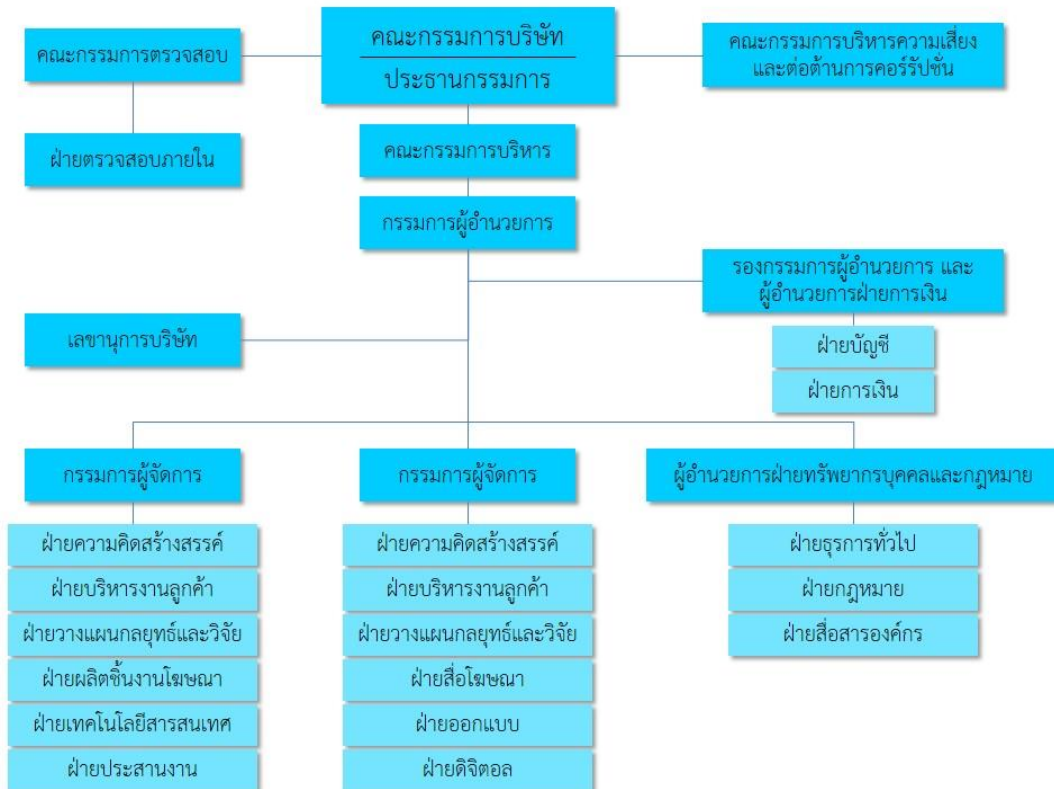 คณะกรรมการบริษัท
ประธานกรรมการ
คณะกรรมการตรวจสอบ
คณะกรรมการบริหารความเสี่ยง
และต่อต้านการคอร์รัปชั่น
ฝ่ายตรวจสอบภายใน
คณะกรรมการบริหาร
กรรมการผู้อำนวยการ
รองกรรมการผู้อำนวยการ และ
ผู้อำนวยการฝ่ายการเงิน
เลขานุการบริษัท
ฝ่ายบัญชี
ฝ่ายการเงิน
กรรมการผู้จัดการ
ฝ่ายความคิดสร้างสรรค์
ฝ่ายบริหารงานลูกค้า
ฝ่ายวางแผนกลยุทธ์และวิจัย
ฝ่ายผลิตชิ้นงานโฆษณา
ฝ่ายเทคโนโลยีสารสนเทศ
ฝ่ายประสานงาน
กรรมการผู้จัดการ
ฝ่ายความคิดสร้างสรรค์
ฝ่ายบริหารงานลูกค้า
ฝ่ายวางแผนกลยุทธ์และวิจัย
ฝ่ายสื่อโฆษณา
ฝ่ายออกแบบ
ฝ่ายดิจิตอล
ผู้อำนวยการฝ่ายทรัพยากรบุคคลและกฎหมาย
ฝ่ายธุรการทั่วไป
ฝ่ายกฎหมาย
ฝ่ายสื่อสารองค์กร